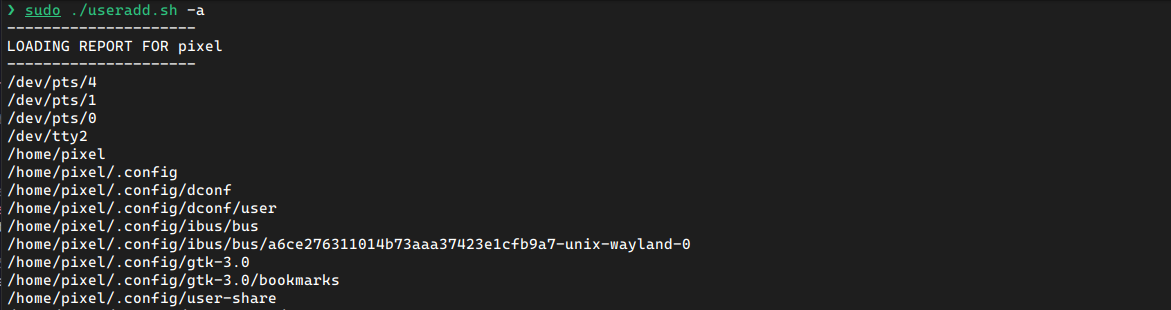 ❯ sudo ./useradd.sh -a
---------------------
LOADING REPORT FOR pixel
---------------------
/dev/pts/4
/dev/pts/1
/dev/pts/0
/dev/tty2
/home/pixel
/home/pixel/.config
/home/pixel/.config/dconf
/home/pixel/.config/dconf/user
/home/pixel/.config/ibus/bus
/home/pixel/.config/ibus/bus/a6ce276311014b73aaa37423e1cfb9a7-unix-wayland-0
/home/pixel/.config/gtk-3.0
/home/pixel/.config/gtk-3.0/bookmarks
/home/pixel/.config/user-share